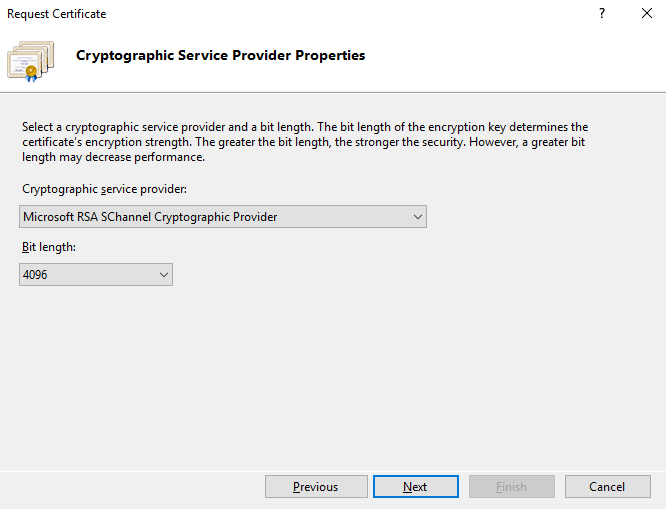 Request Certificate
?
Cryptographic Service Provider Properties
Select a cryptographic service provider and a bit length. The bit length of the encryption key determines the
certificate's encryption strength. The greater the bit length, the stronger the security. However, a greater bit
length may decrease performance.
Cryptographic service provider:
Microsoft RSA SChannel Cryptographic Provider
Bit length:
4096
Previous
Next
Finish
Cancel